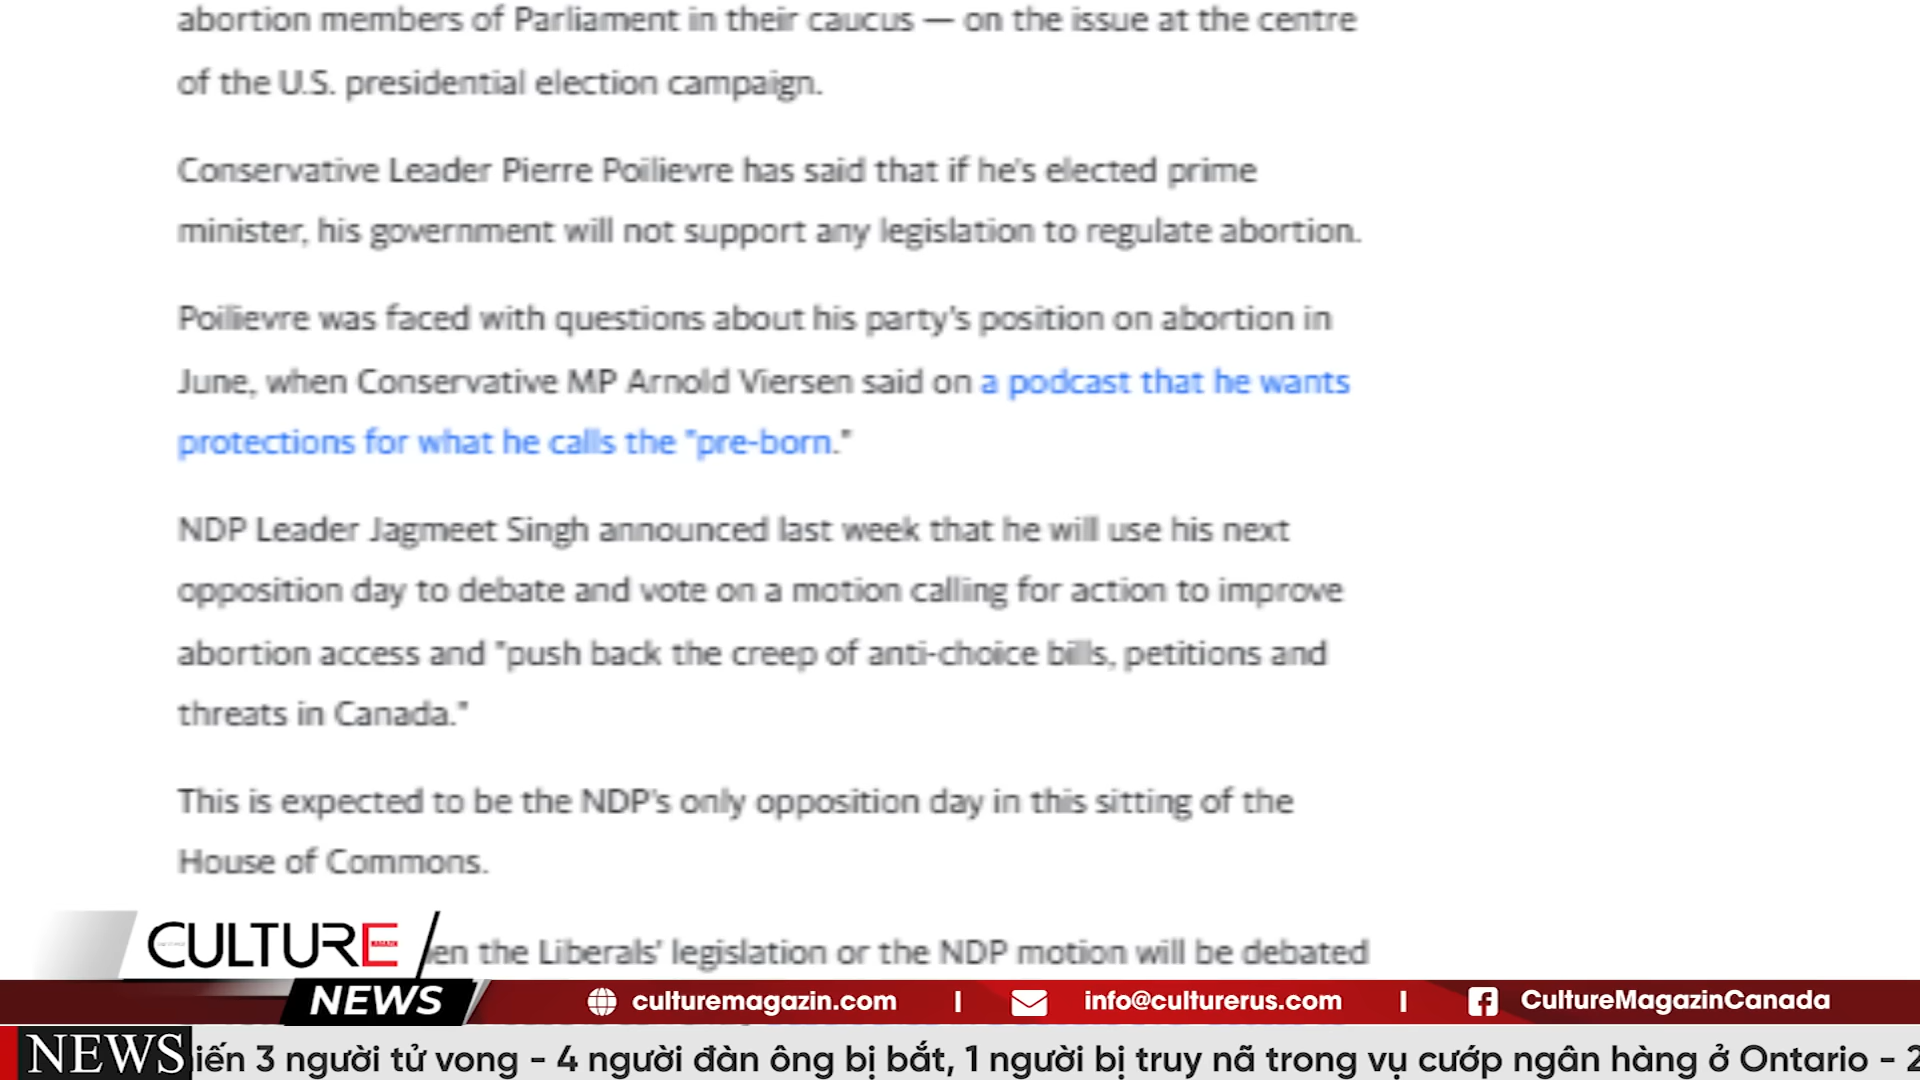 abortion members of Parliament in their caucus — on the issue at the centre
of the U.S. presidential election campaign.
Conservative Leader Pierre Poilievre has said that if he's elected prime
minister, his government will not support any legislation to regulate abortion.
Poilievre was faced with questions about his party's position on abortion in
June, when Conservative MP Arnold Viersen said on a podcast that he wants
protections for what he calls the "pre-born."
NDP Leader Jagmeet Singh announced last week that he will use his next
opposition day to debate and vote on a motion calling for action to improve
abortion access and "push back the creep of anti-choice bills, petitions and
threats in Canada."
This is expected to be the NDP's only opposition day in this sitting of the
House of Commons.
the Liberals' legislation or the NDP motion will be debated
CULTURE
NEWS
culturemagazin.com | info@culturerus.com | CultureMagazinCanada
NEWS
3 người tử vong - 4 người đàn ông bị bắt, 1 người bị truy nã trong vụ cướp ngân hàng ở Ontario -